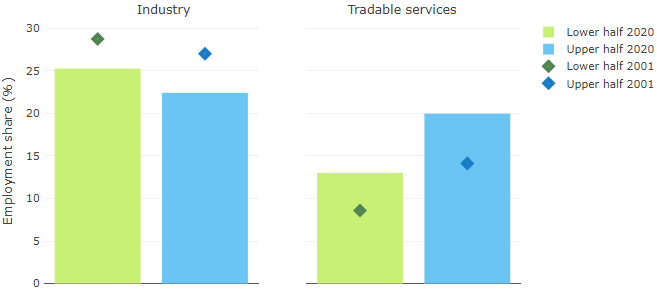 Industry
Tradable services
Employment share (%)
30
25
20
15
10
5
0
Lower half 2020
Upper half 2020
Lower half 2001
Upper half 2001